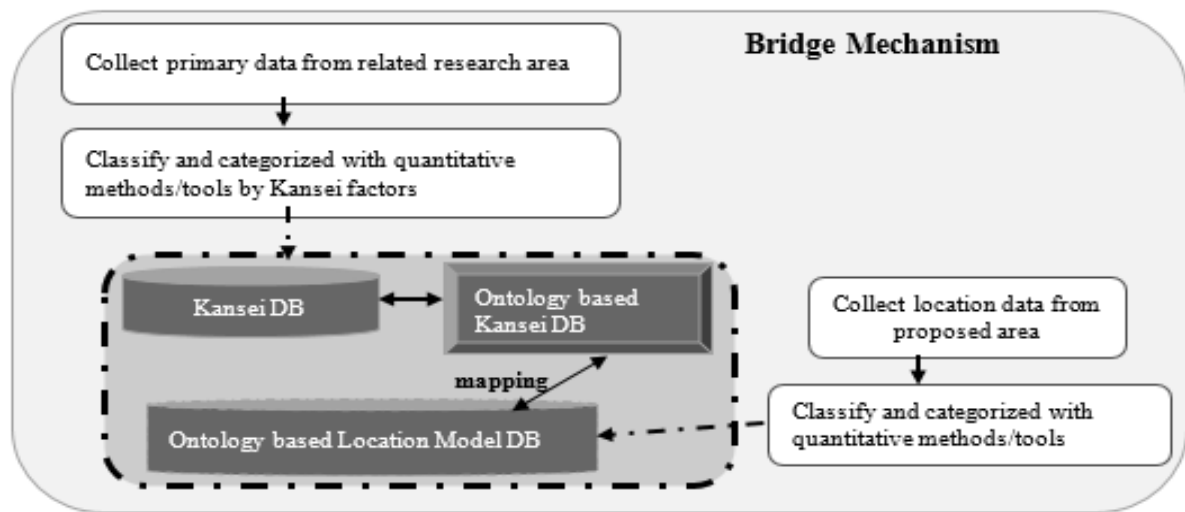 Bridge Mechanism
Collect primary data from related research area
Classify and categorized with quantitative
methods/tools by Kansei factors
Kansei DB
Ontology based
Kansei DB
mapping
Ontology based Location Model DB
Collect location data from
proposed area
Classify and categorized with
quantitative methods/tools